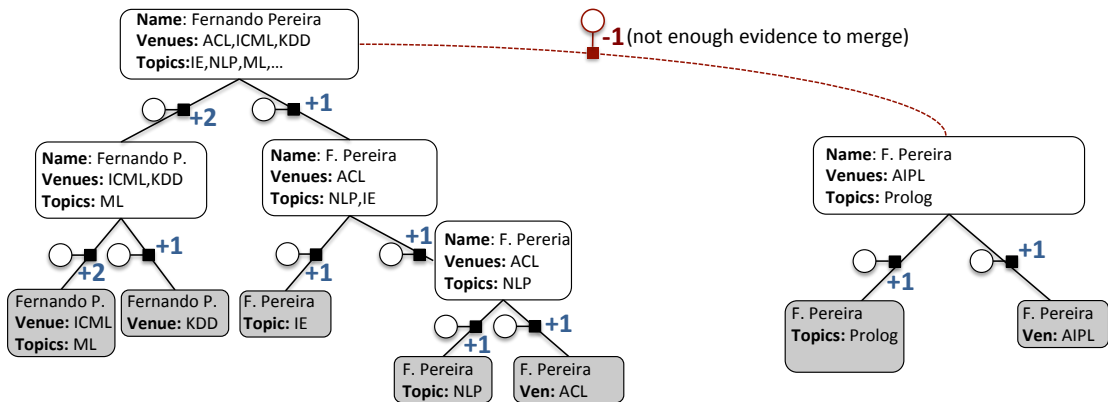 Name: Fernando Pereira
Venues: ACL,ICML,KDD
Topics:IE,NLP,ML,...
-1 (not enough evidence to merge)
+2
+1
Name: Fernando P.
Venues: ICML,KDD
Topics: ML
Name: F. Pereira
Venues: ACL
Topics: NLP,IE
Name: F. Pereira
Venues: AIPL
Topics: Prolog
+2
+1
+1
+1
Name: F. Pereria
Venues: ACL
Topics: NLP
+1
+1
Fernando P.
Venue: ICML
Topics: ML
Fernando P.
Venue: KDD
F. Pereira
Topic: IE
F. Pereira
Topics: Prolog
F. Pereira
Ven: AIPL
+1
+1
F. Pereira
Topic: NLP
F. Pereira
Ven: ACL